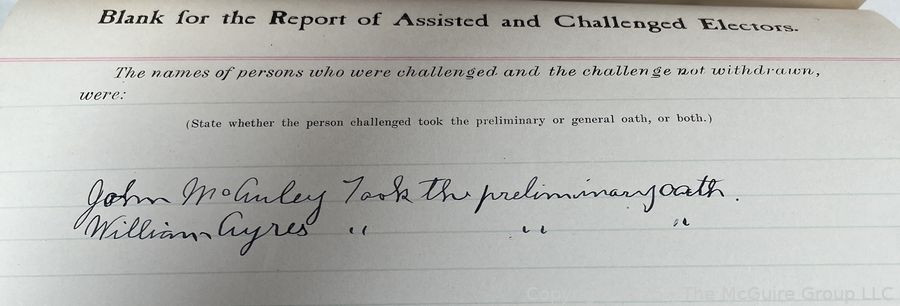 Blank for the Report of Assisted and Challenged Electors.
The names of persons who were challenged and the challenge not withdrawn,
were:
(State whether the person challenged took the preliminary or general oath, or both.)
John McAuley Took the preliminary oath.
William Ayres " " "
Copyright The McGuire Group LLC